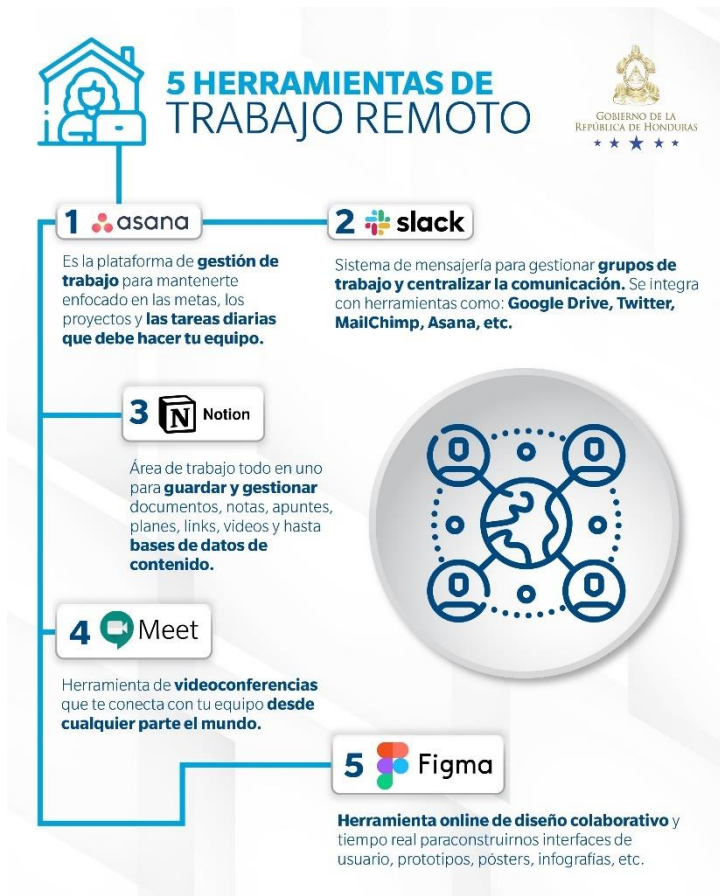 5 HERRAMIENTAS DE
TRABAJO REMOTO
GOBIERNO DE LA
REPÚBLICA DE HONDURAS
1 asana
Es la plataforma de gestión de
trabajo para mantenerte
enfocado en las metas, los
proyectos y las tareas diarias
que debe hacer tu equipo.
2 slack
Sistema de mensajería para gestionar grupos de
trabajo y centralizar la comunicación. Se integra
con herramientas como: Google Drive, Twitter,
MailChimp, Asana, etc.
3 N Notion
Área de trabajo todo en uno
para guardar y gestionar
documentos, notas, apuntes,
planes, links, videos y hasta
bases de datos de
contenido.
4 Meet
Herramienta de videoconferencias
que te conecta con tu equipo desde
cualquier parte el mundo.
5 Figma
Herramienta online de diseño colaborativo y
tiempo real paraconstruirnos interfaces de
usuario, prototipos, pósters, infografías, etc.